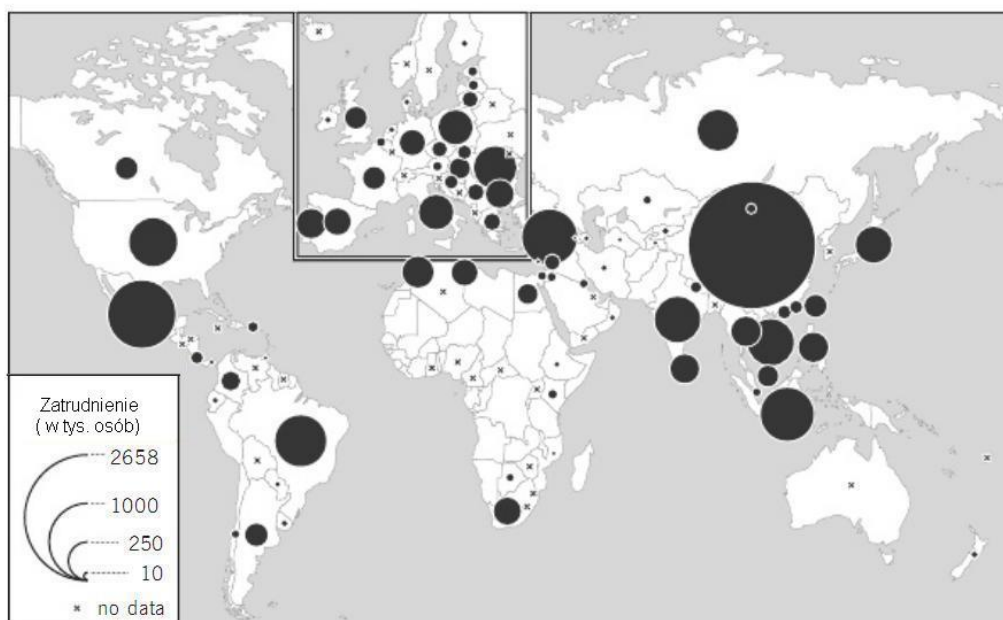 Zatrudnienie
( w tys. osób)
2658
1000
250
10
no data